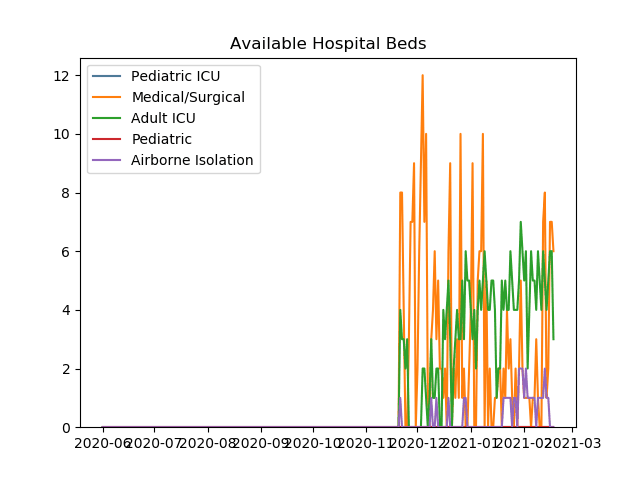 Available Hospital Beds
Pediatric ICU
Medical/Surgical
Adult ICU
Pediatric
Airborne Isolation
12
10
8
6
4
2
0
2020-06 2020-07 2020-08 2020-09 2020-10 2020-11 2020-12 2021-01 2021-02 2021-03